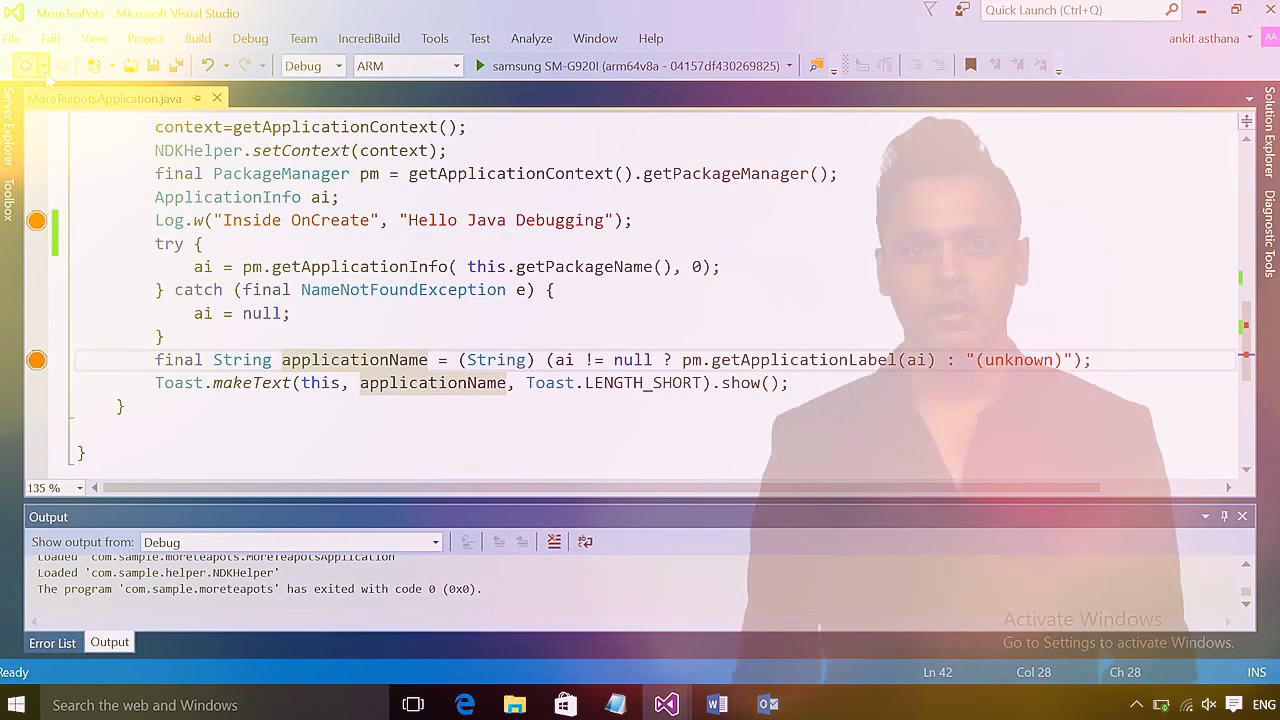 MoreTeaPots - Microsoft Visual Studio
Quick Launch (Ctrl+Q)
File Edit View Project Build Debug Team IncrediBuild Tools Test Analyze Window Help
ankit asthana
AA
Debug ARM samsung SM-G920I (arm64v8a - 04157df430269825)
Server Explorer
Toolbox
MoreTeapotsApplication.java
Solution Explorer
Diagnostic Tools
context=getApplicationContext();
NDKHelper.setContext(context);
final PackageManager pm = getApplicationContext().getPackageManager();
ApplicationInfo ai;
Log.w("Inside OnCreate", "Hello Java Debugging");
try {
ai = pm.getApplicationInfo( this.getPackageName(), 0);
} catch (final NameNotFoundException e) {
ai = null;
}
final String applicationName = (String) (ai != null ? pm.getApplicationLabel(ai) : "(unknown)");
Toast.makeText(this, applicationName, Toast.LENGTH_SHORT).show();
}
}
135 %
Output
Show output from: Debug
Loaded 'com.sample.moreteapots.MoreTeapotsApplication'
Loaded 'com.sample.helper.NDKHelper'
The program 'com.sample.moreteapots' has exited with code 0 (0x0).
Activate Windows
Go to Settings to activate Windows.
Error List Output
Ready Ln 42 Col 28 Ch 28 INS
Search the web and Windows
ENG